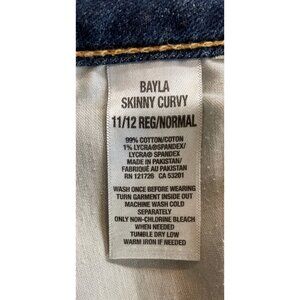 BAYLA
SKINNY CURVY
11/12 REG/NORMAL
99% COTTON/COTON
1% LYCRA®SPANDEX/
LYCRA® SPANDEX
MADE IN PAKISTAN/
FABRIQUÉ AU PAKISTAN
RN 121726 CA 53201
WASH ONCE BEFORE WEARING
TURN GARMENT INSIDE OUT
MACHINE WASH COLD
SEPARATELY
ONLY NON-CHLORINE BLEACH
WHEN NEEDED
TUMBLE DRY LOW
WARM IRON IF NEEDED